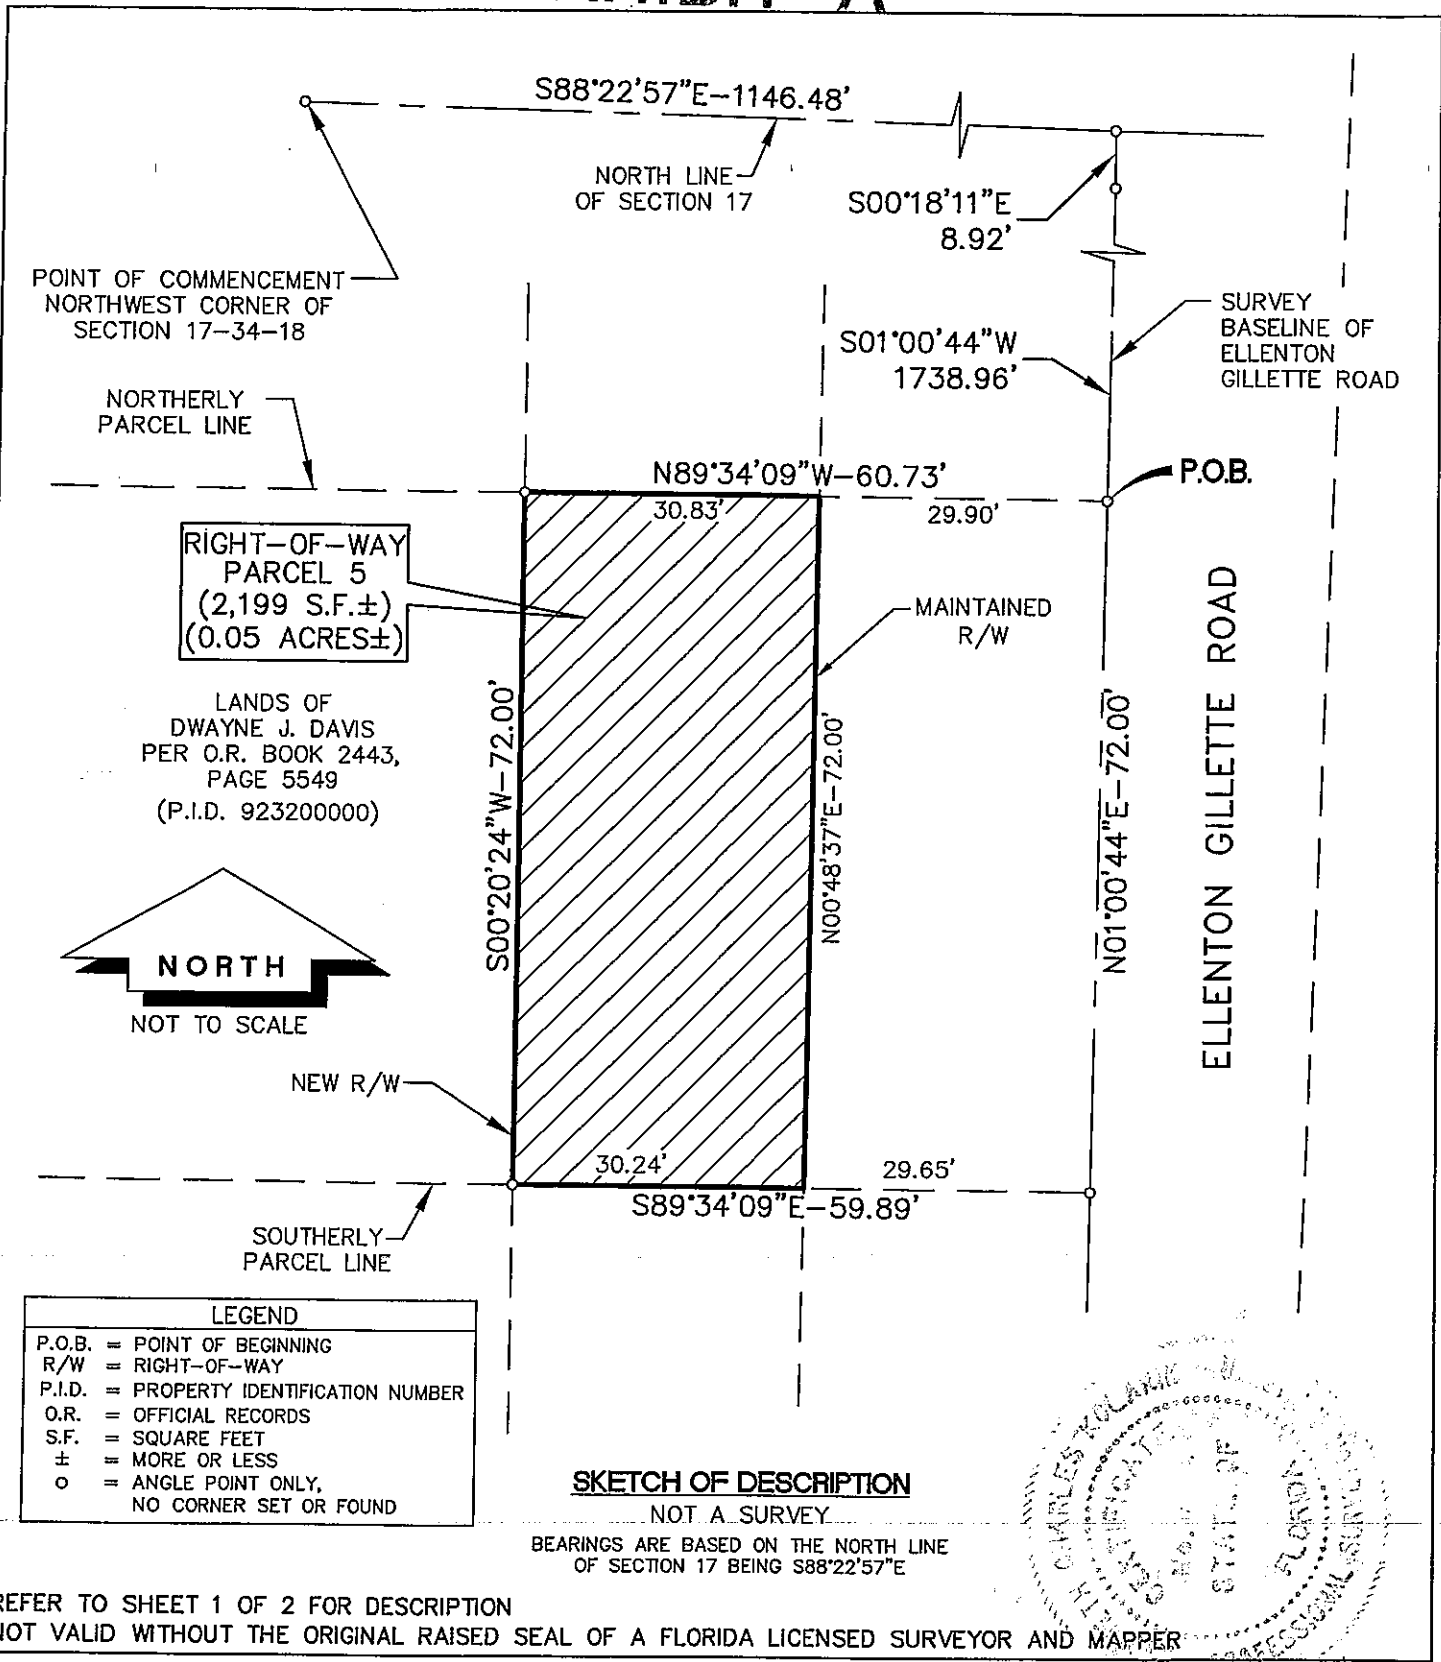 S88°22'57"E-1146.48'
NORTH LINE
OF SECTION 17
S00°18'11"E
8.92'
POINT OF COMMENCEMENT
NORTHWEST CORNER OF
SECTION 17-34-18
SURVEY
BASELINE OF
ELLENTON
GILLETTE ROAD
S01°00'44"W
1738.96'
NORTHERLY
PARCEL LINE
N89°34'09"W-60.73'
P.O.B.
30.83'
29.90'
RIGHT-OF-WAY
PARCEL 5
(2,199 S.F.±)
(0.05 ACRES±)
MAINTAINED
R/W
LANDS OF
DWAYNE J. DAVIS
PER O.R. BOOK 2443,
PAGE 5549
(P.I.D. 923200000)
S00°20'24"W-72.00'
N00°48'37"E-72.00'
N01°00'44"E-72.00'
ELLENTON GILLETTE ROAD
NORTH
NOT TO SCALE
NEW R/W
30.24'
29.65'
S89°34'09"E-59.89'
SOUTHERLY
PARCEL LINE
LEGEND
P.O.B. = POINT OF BEGINNING
R/W = RIGHT-OF-WAY
P.I.D. = PROPERTY IDENTIFICATION NUMBER
O.R. = OFFICIAL RECORDS
S.F. = SQUARE FEET
± = MORE OR LESS
o = ANGLE POINT ONLY,
NO CORNER SET OR FOUND
SKETCH OF DESCRIPTION
NOT A SURVEY
BEARINGS ARE BASED ON THE NORTH LINE
OF SECTION 17 BEING S88°22'57"E
CHARLES
CERTIFICATE
No.
STATE OF
FLORIDA
PROFESSIONAL SURVEYOR
REFER TO SHEET 1 OF 2 FOR DESCRIPTION
NOT VALID WITHOUT THE ORIGINAL RAISED SEAL OF A FLORIDA LICENSED SURVEYOR AND MAPPER